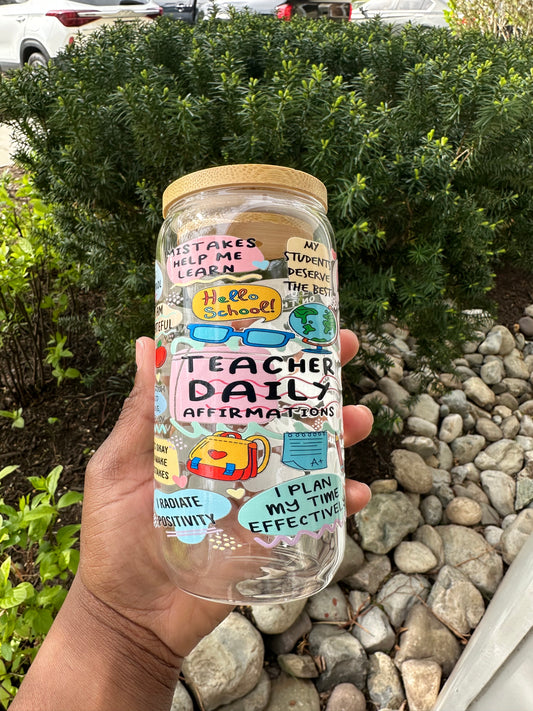 MISTAKES
HELP ME
LEARN
MY
STUDENTS
DESERVE
THE BEST
Hello
School!
TEACHER
DAILY
AFFIRMATIONS
A+
I RADIATE
POSITIVITY
I PLAN
MY TIME
EFFECTIVELY